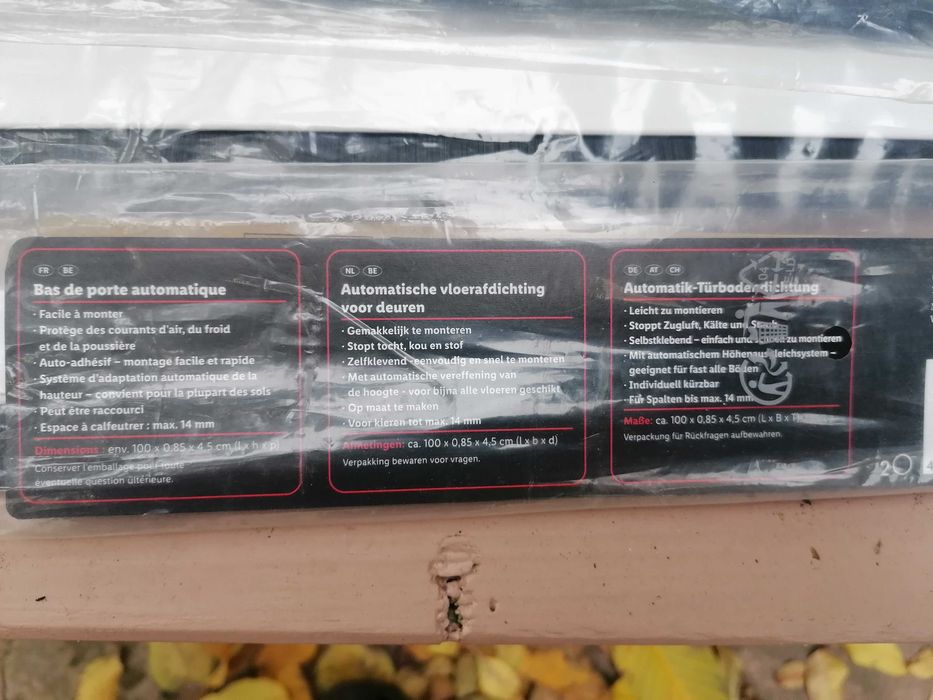 FR BE
Bas de porte automatique
· Facile à monter
· Protège des courants d'air, du froid
et de la poussière
· Auto-adhésif – montage facile et rapide
· Système d'adaptation automatique de la
hauteur – convient pour la plupart des sols
· Peut être raccourci
· Espace à calfeutrer : max. 14 mm
Dimensions : env. 100 x 0,85 x 4,5 cm (L x h x p)
Conserver l'emballage pour toute
éventuelle question ultérieure.
NL BE
Automatische vloerafdichting
voor deuren
· Gemakkelijk te monteren
· Stopt tocht, kou en stof
· Zelfklevend - eenvoudig en snel te monteren
· Met automatische vereffening van
de hoogte - voor bijna alle vloeren geschikt
· Op maat te maken
· Voor kieren tot max. 14 mm
Afmetingen: ca. 100 x 0,85 x 4,5 cm (L x b x d)
Verpakking bewaren voor vragen.
DE AT CH
Automatik-Türbodendichtung
· Leicht zu montieren
· Stoppt Zugluft, Kälte und Staub
· Selbstklebend – einfach und schnell zu montieren
· Mit automatischem Höhenausgleichsystem –
geeignet für fast alle Böden
· Individuell kürzbar
· Für Spalten bis max. 14 mm
Maße: ca. 100 x 0,85 x 4,5 cm (L x B x T)
Verpackung für Rückfragen aufbewahren.
04
20